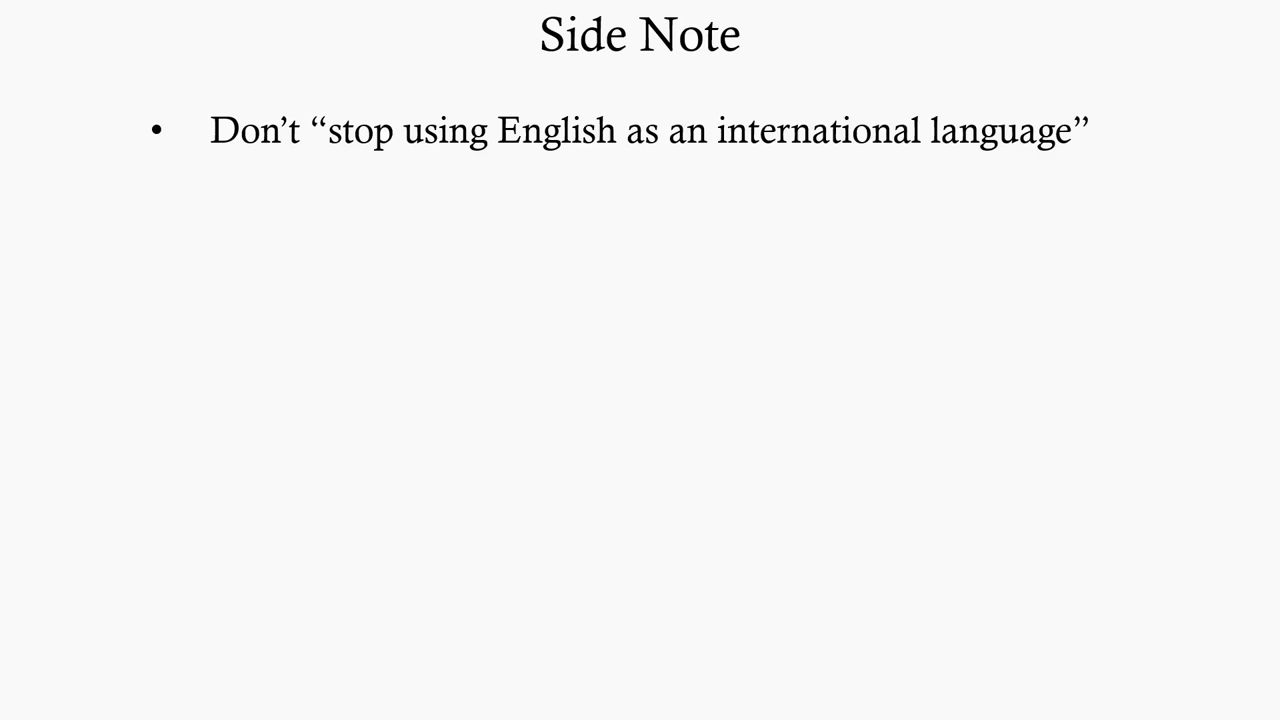 Side Note
• Don’t “stop using English as an international language”